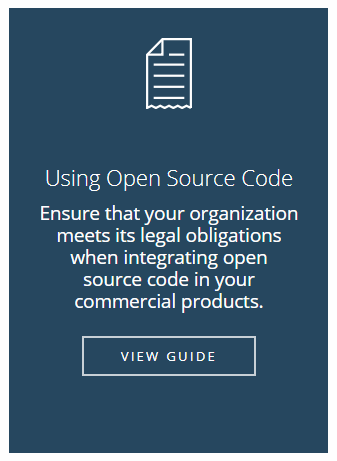 Using Open Source Code
Ensure that your organization
meets its legal obligations
when integrating open
source code in your
commercial products.
VIEW GUIDE